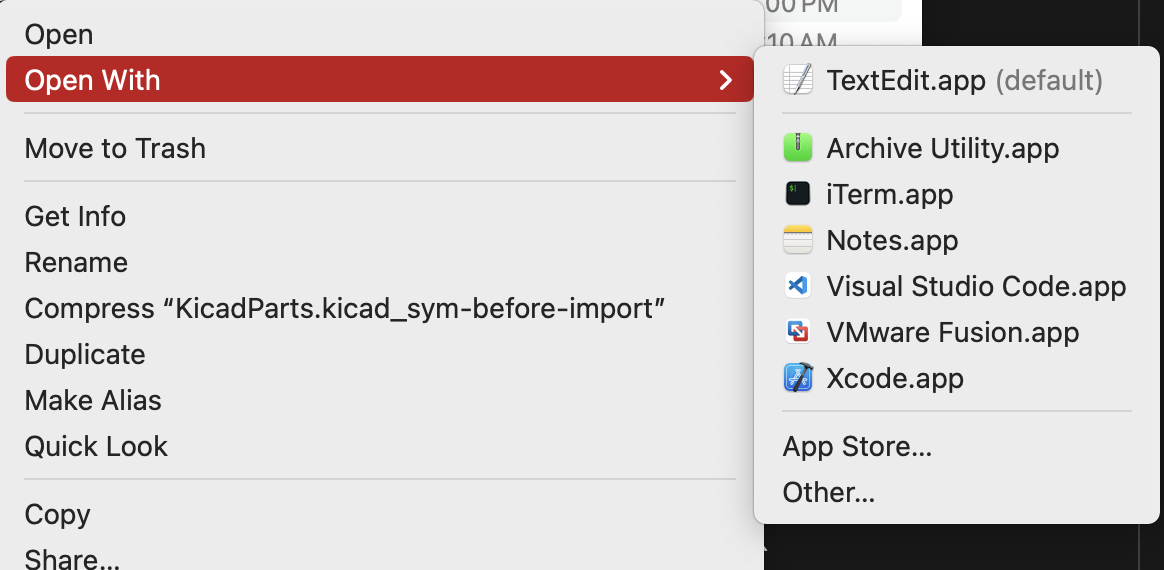 Open
Open With
Move to Trash
Get Info
Rename
Compress “KicadParts.kicad_sym-before-import”
Duplicate
Make Alias
Quick Look
Copy
Share...
00 PM
10 AM
TextEdit.app (default)
Archive Utility.app
iTerm.app
Notes.app
Visual Studio Code.app
VMware Fusion.app
Xcode.app
App Store...
Other...